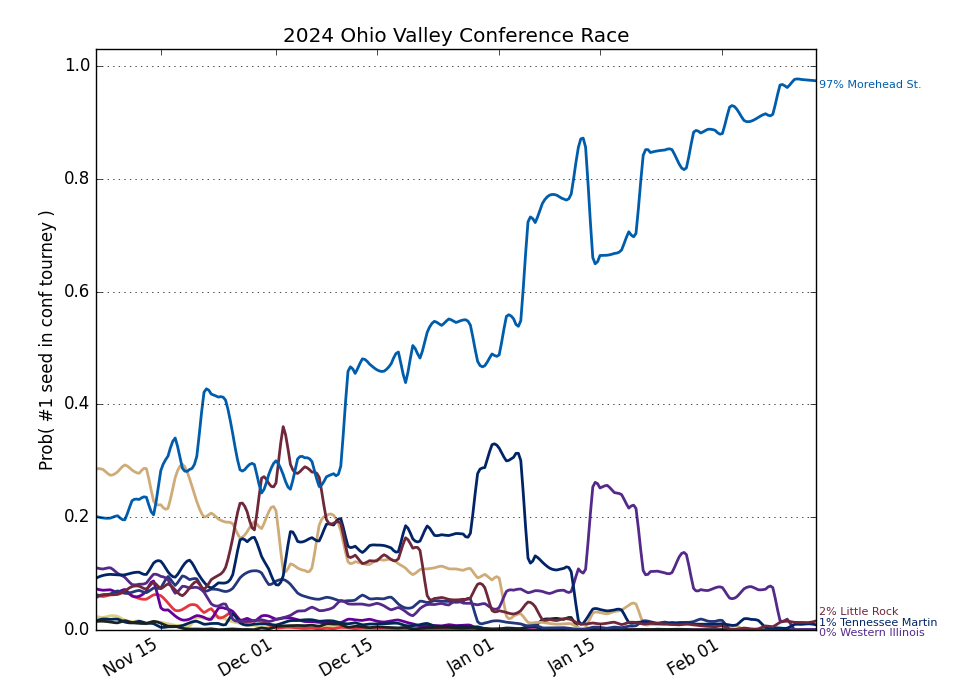 2024 Ohio Valley Conference Race
Prob( #1 seed in conf tourney )
1.0
0.8
0.6
0.4
0.2
0.0
97% Morehead St.
2% Little Rock
1% Tennessee Martin
0% Western Illinois
Nov 15
Dec 01
Dec 15
Jan 01
Jan 15
Feb 01